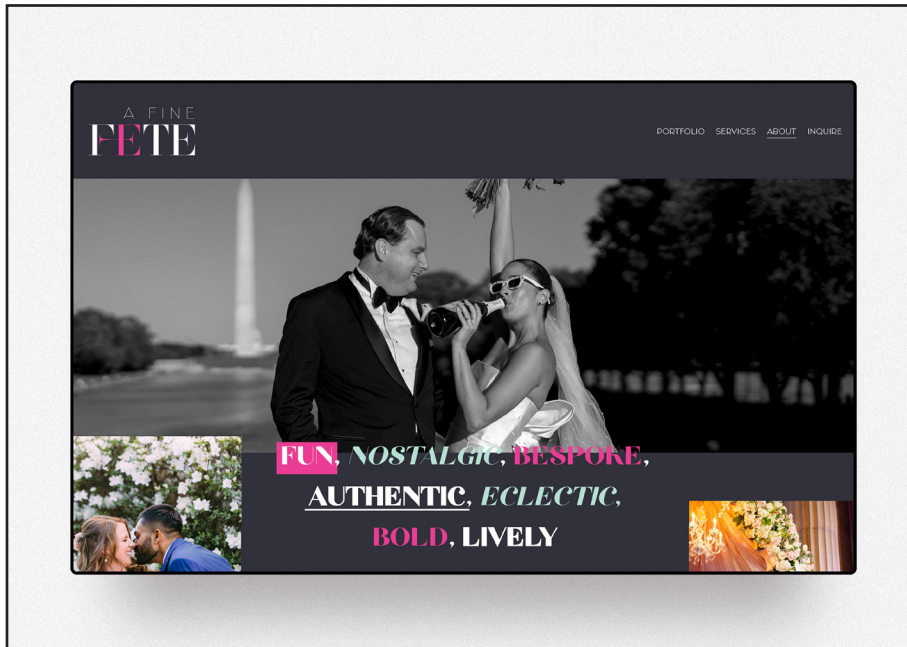 A FINE
FETE
PORTFOLIO SERVICES ABOUT INQUIRE
FUN, NOSTALGIC, BESPOKE,
AUTHENTIC, ECLECTIC,
BOLD, LIVELY